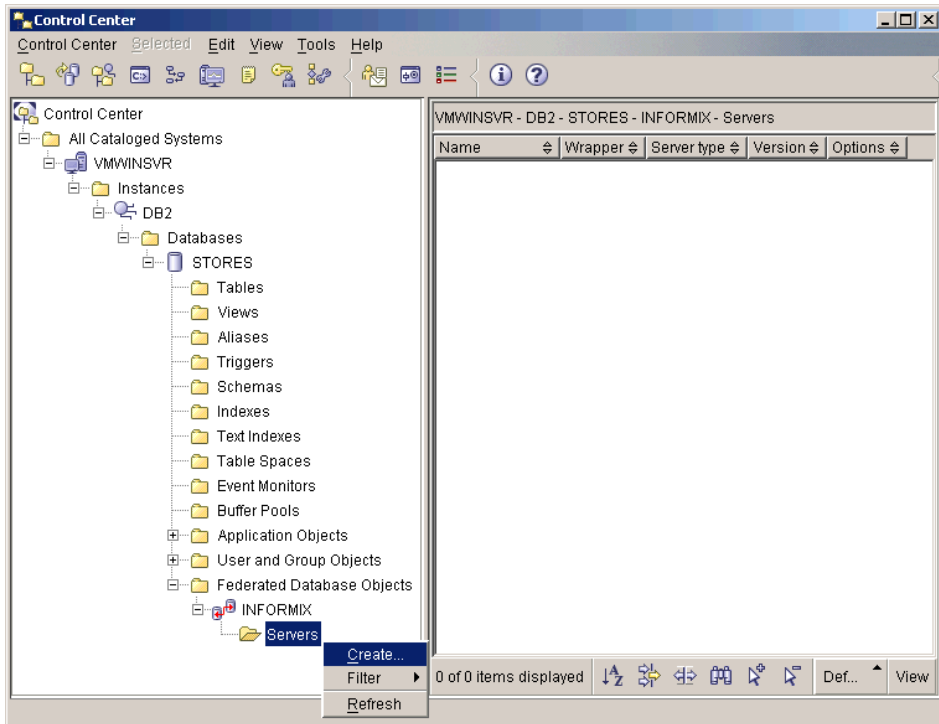 Control Center
Control Center Selected Edit View Tools Help
Control Center
All Cataloged Systems
VMWINSVR
Instances
DB2
Databases
STORES
Tables
Views
Aliases
Triggers
Schemas
Indexes
Text Indexes
Table Spaces
Event Monitors
Buffer Pools
Application Objects
User and Group Objects
Federated Database Objects
INFORMIX
Servers
Create...
Filter
Refresh
VMWINSVR - DB2 - STORES - INFORMIX - Servers
Name Wrapper Server type Version Options
0 of 0 items displayed Def... View